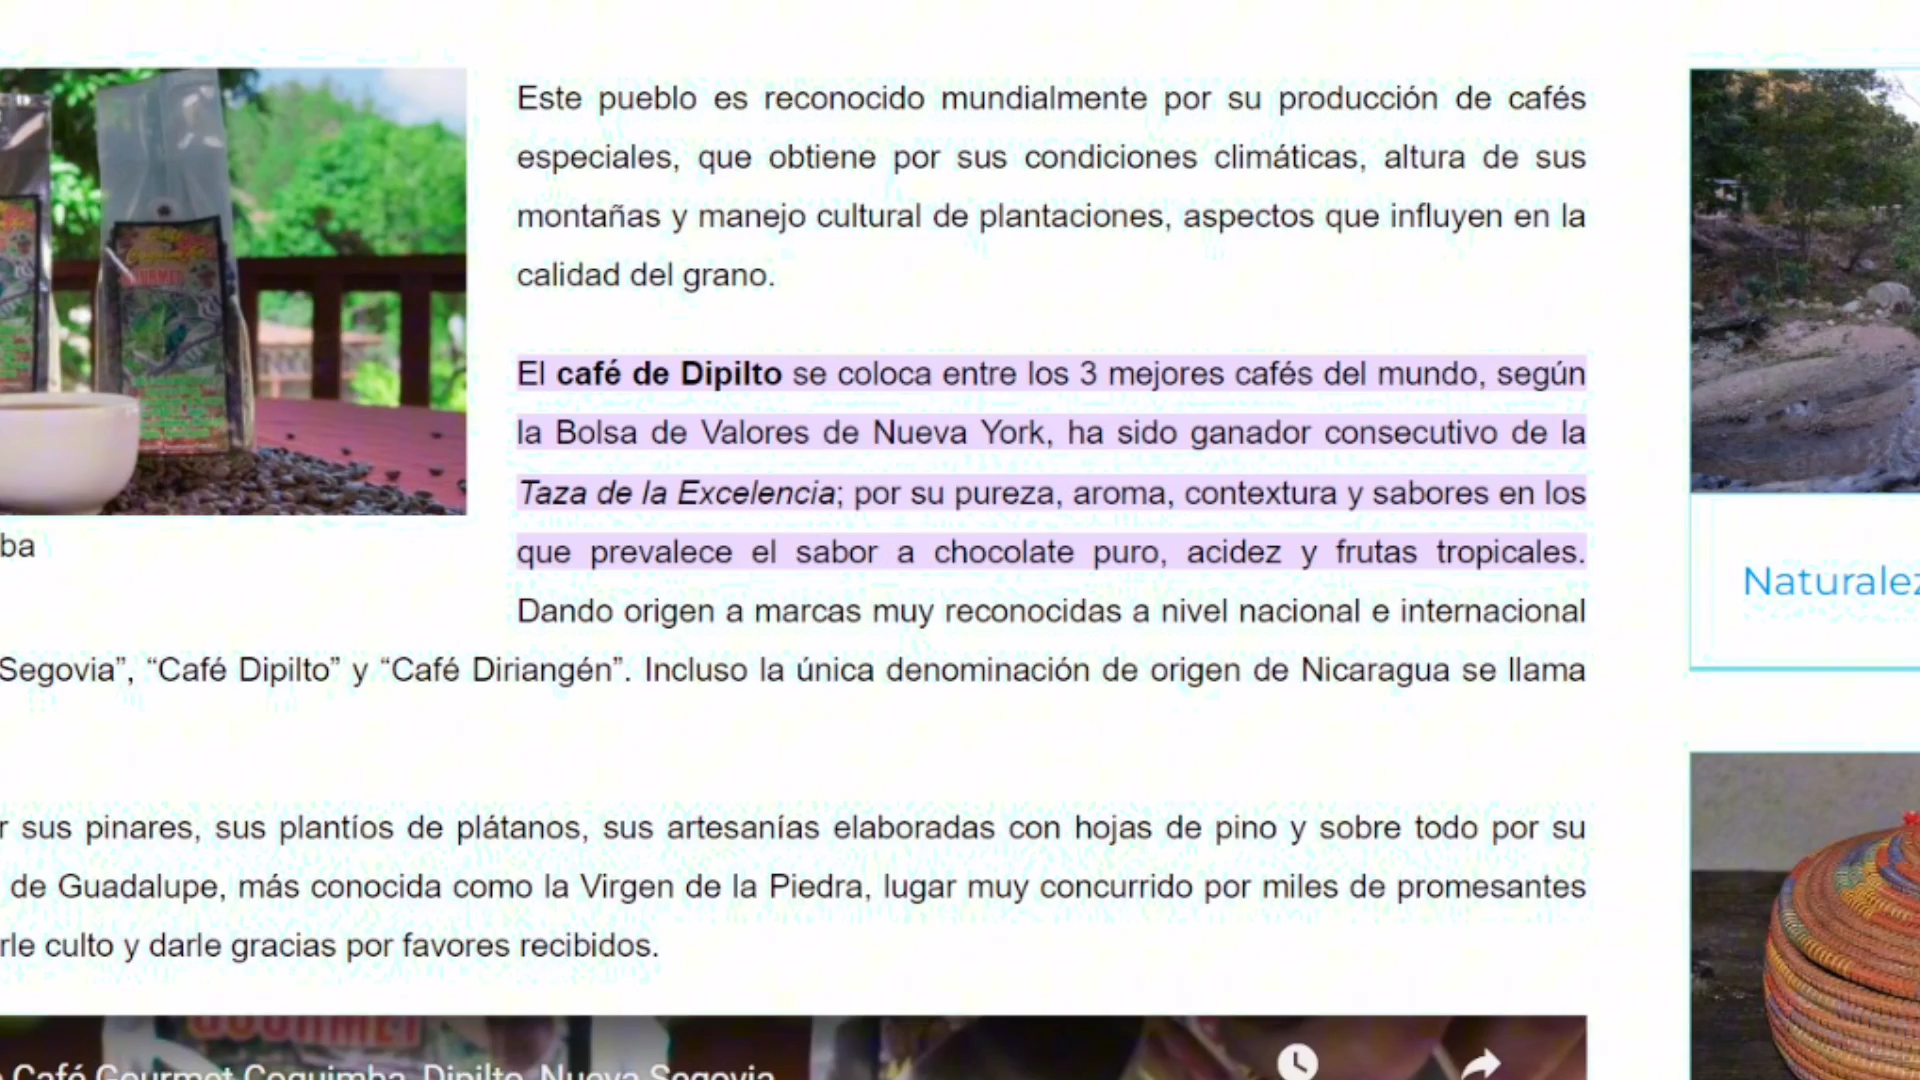 Este pueblo es reconocido mundialmente por su producción de cafés
especiales, que obtiene por sus condiciones climáticas, altura de sus
montañas y manejo cultural de plantaciones, aspectos que influyen en la
calidad del grano.
El café de Dipilto se coloca entre los 3 mejores cafés del mundo, según
la Bolsa de Valores de Nueva York, ha sido ganador consecutivo de la
Taza de la Excelencia; por su pureza, aroma, contextura y sabores en los
que prevalece el sabor a chocolate puro, acidez y frutas tropicales.
ba
Dando origen a marcas muy reconocidas a nivel nacional e internacional
Segovia”, “Café Dipilto” y “Café Diriangén”. Incluso la única denominación de origen de Nicaragua se llama
r sus pinares, sus plantíos de plátanos, sus artesanías elaboradas con hojas de pino y sobre todo por su
de Guadalupe, más conocida como la Virgen de la Piedra, lugar muy concurrido por miles de promesantes
rle culto y darle gracias por favores recibidos.
GOURMET
Café Gourmet Coquimba, Dipilto, Nueva Segovia
Naturalez